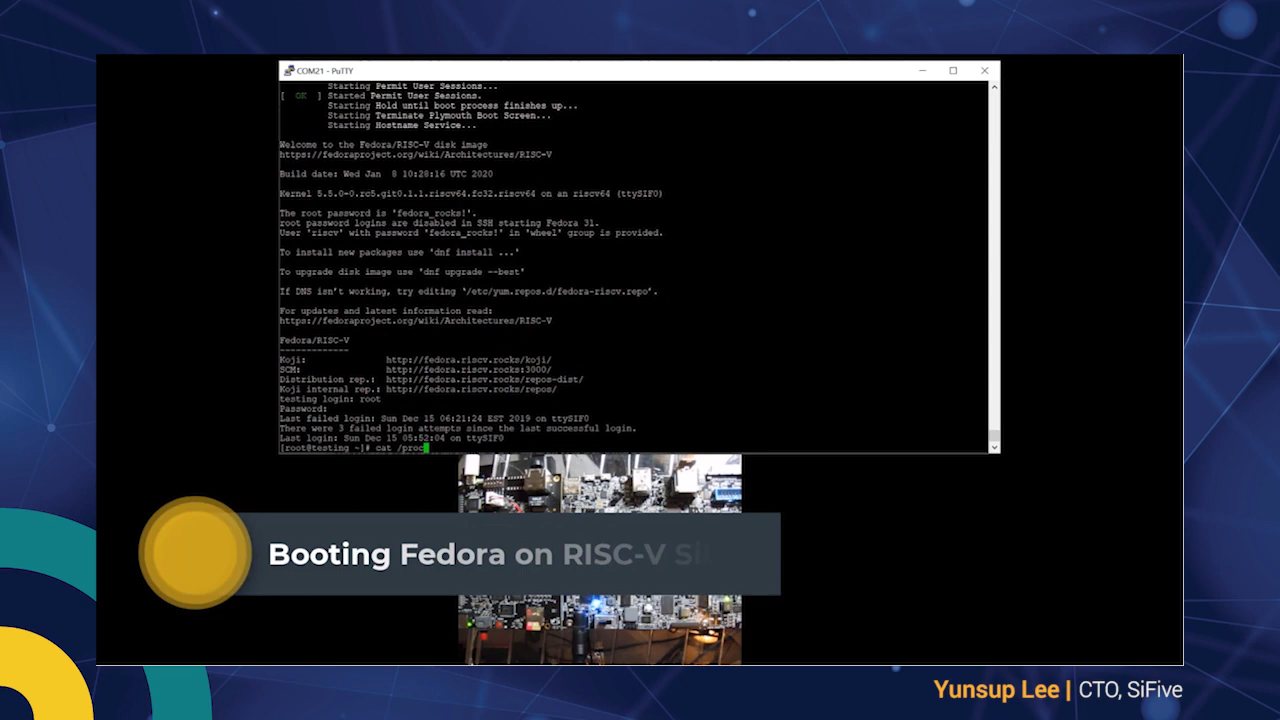 COM21 - PuTTY
Starting Permit User Sessions...
[ OK ] Started Permit User Sessions.
Starting Hold until boot process finishes up...
Starting Terminate Plymouth Boot Screen...
Starting Hostname Service...
Welcome to the Fedora/RISC-V disk image
https://fedoraproject.org/wiki/Architectures/RISC-V
Build date: Wed Jan  8 10:28:16 UTC 2020
Kernel 5.5.0-0.rc5.git0.1.1.riscv64.fc32.riscv64 on an riscv64 (ttySIF0)
The root password is 'fedora_rocks!'.
root password logins are disabled in SSH starting Fedora 31.
User 'riscv' with password 'fedora_rocks!' in 'wheel' group is provided.
To install new packages use 'dnf install ...'
To upgrade disk image use 'dnf upgrade --best'
If DNS isn't working, try editing '/etc/yum.repos.d/fedora-riscv.repo'.
For updates and latest information read:
https://fedoraproject.org/wiki/Architectures/RISC-V
Fedora/RISC-V
-------------
Koji: http://fedora.riscv.rocks/koji/
SCM: http://fedora.riscv.rocks:3000/
Distribution rep.: http://fedora.riscv.rocks/repos-dist/
Koji internal rep.: http://fedora.riscv.rocks/repos/
testing login: root
Password:
Last failed login: Sun Dec 15 06:21:24 EST 2019 on ttySIF0
There were 3 failed login attempts since the last successful login.
Last login: Sun Dec 15 05:52:04 on ttySIF0
[root@testing ~]# cat /proc
Booting Fedora on RISC-V
Yunsup Lee | CTO, SiFive